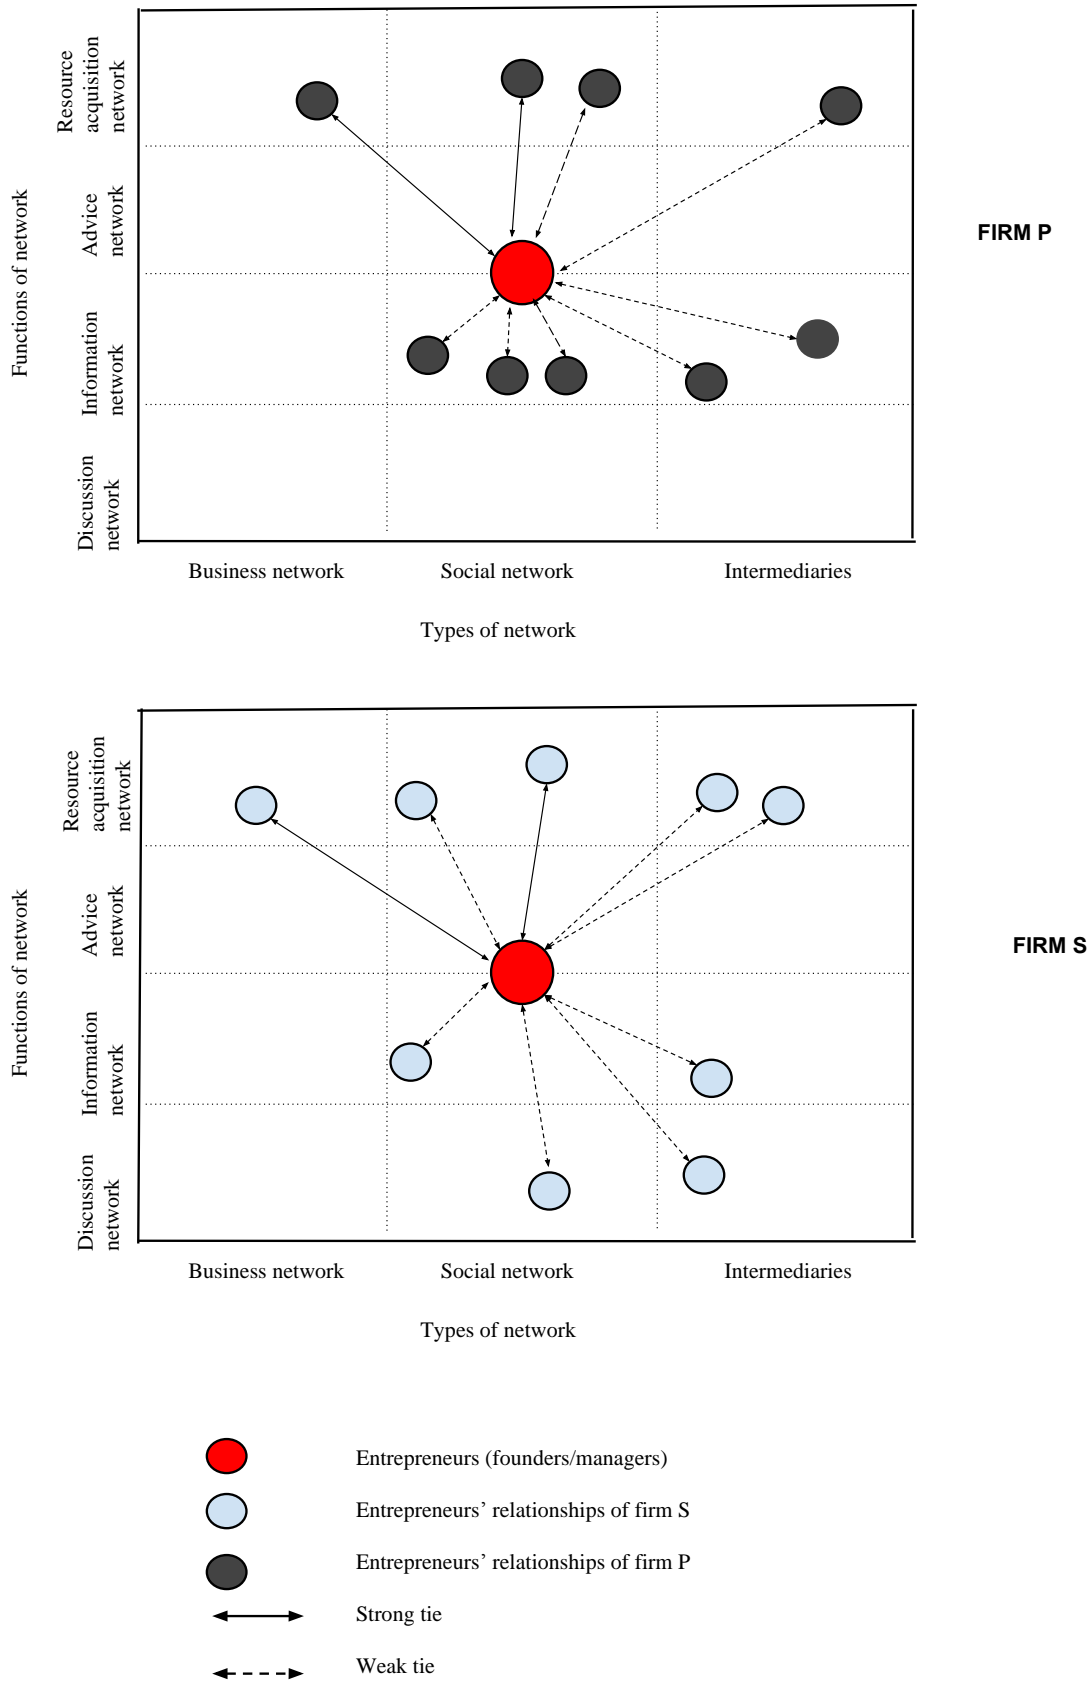 Resource
acquisition
network
Advice
network
Information
network
Discussion
network
Functions of network
FIRM P
Business network
Social network
Intermediaries
Types of network
Resource
acquisition
network
Advice
network
Information
network
Discussion
network
Functions of network
FIRM S
Business network
Social network
Intermediaries
Types of network
Entrepreneurs (founders/managers)
Entrepreneurs’ relationships of firm S
Entrepreneurs’ relationships of firm P
Strong tie
Weak tie